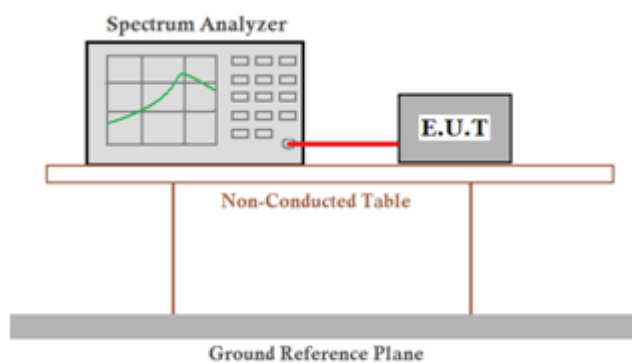 Spectrum Analyzer
E.U.T
Non-Conducted Table
Ground Reference Plane